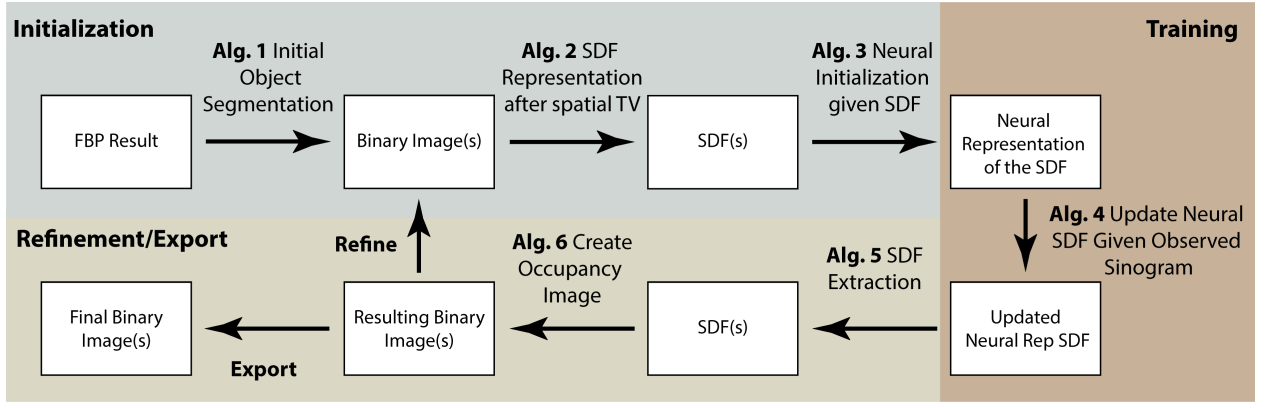 Initialization
Training
Alg. 1 Initial
Object
Segmentation
Alg. 2 SDF
Representation
after spatial TV
Alg. 3 Neural
Initialization
given SDF
FBP Result
Binary Image(s)
SDF(s)
Neural
Representation
of the SDF
Alg. 4 Update Neural
SDF Given Observed
Sinogram
Refinement/Export
Refine
Alg. 6 Create
Occupancy
Image
Alg. 5 SDF
Extraction
Final Binary
Image(s)
Resulting Binary
Image(s)
SDF(s)
Updated
Neural Rep SDF
Export